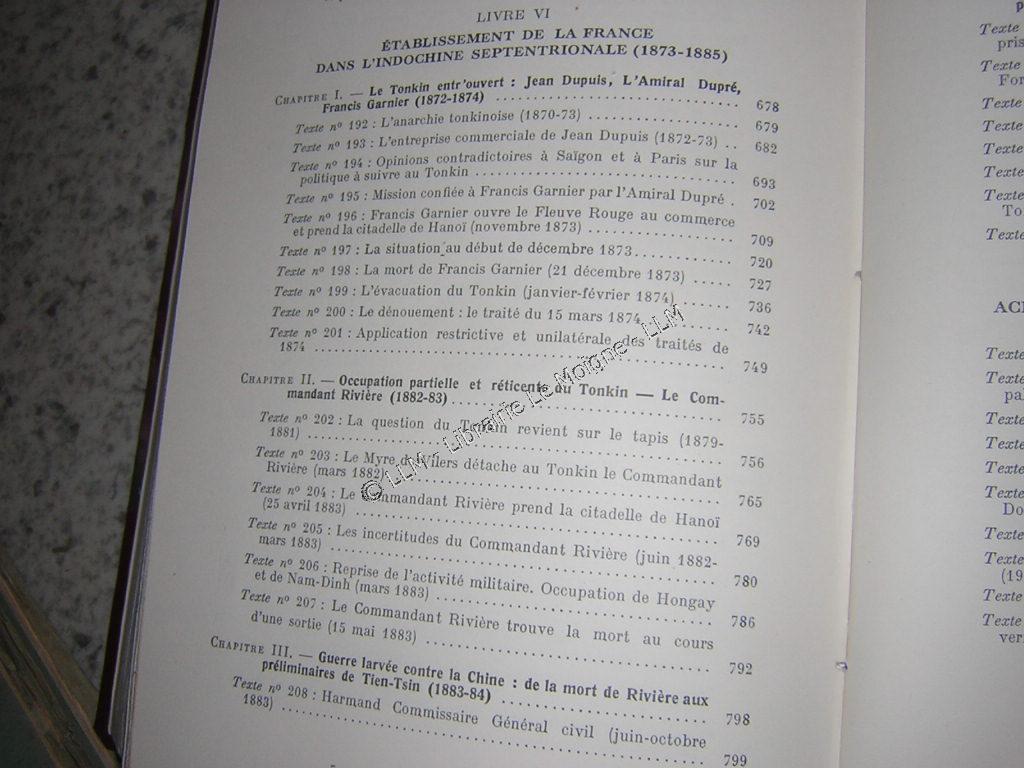 LIVRE VI
ÉTABLISSEMENT DE LA FRANCE
DANS L'INDOCHINE SEPTENTRIONALE (1873-1885)
CHAPITRE I. — Le Tonkin entr'ouvert : Jean Dupuis, L'Amiral Dupré,
Francis Garnier (1872-1874) .................... 678
Texte nº 192 : L'anarchie tonkinoise (1870-73) .................... 679
Texte nº 193 : L'entreprise commerciale de Jean Dupuis (1872-73) .. 682
Texte nº 194 : Opinions contradictoires à Saïgon et à Paris sur la
politique à suivre au Tonkin .................... 693
Texte nº 195 : Mission confiée à Francis Garnier par l'Amiral Dupré . 702
Texte nº 196 : Francis Garnier ouvre le Fleuve Rouge au commerce
et prend la citadelle de Hanoï (novembre 1873) .................... 709
Texte nº 197 : La situation au début de décembre 1873............. 720
Texte nº 198 : La mort de Francis Garnier (21 décembre 1873) ..... 727
Texte nº 199 : L'évacuation du Tonkin (janvier-février 1874) ...... 736
Texte nº 200 : Le dénouement : le traité du 15 mars 1874.......... 742
Texte nº 201 : Application restrictive et unilatérale des traités de
1874 .................... 749
CHAPITRE II. — Occupation partielle et réticente du Tonkin — Le Com-
mandant Rivière (1882-83).................... 755
Texte nº 202 : La question du Tonkin revient sur le tapis (1879-
1881) .................... 756
Texte nº 203 : Le Myre de Vilers détache au Tonkin le Commandant
Rivière (mars 1882) .................... 765
Texte nº 204 : Le Commandant Rivière prend la citadelle de Hanoï
(25 avril 1883) .................... 769
Texte nº 205 : Les incertitudes du Commandant Rivière (juin 1882-
mars 1883) .................... 780
Texte nº 206 : Reprise de l'activité militaire. Occupation de Hongay
et de Nam-Dinh (mars 1883) .................... 786
Texte nº 207 : Le Commandant Rivière trouve la mort au cours
d'une sortie (15 mai 1883) .................... 792
CHAPITRE III. — Guerre larvée contre la Chine : de la mort de Rivière aux
préliminaires de Tien-Tsin (1883-84) .................... 798
Texte nº 208 : Harmand Commissaire Général civil (juin-octobre
1883) .................... 799
© LLM - Librairie Le Moigne - LLM
Texte
pris
Texte
For
Texte
Texte
Texte
Texte
Texte
To
Texte
Texte
Texte
pa
Texte
Texte
Texte
Texte
Do
Texte
Texte
(19
Texte
Texte
ver